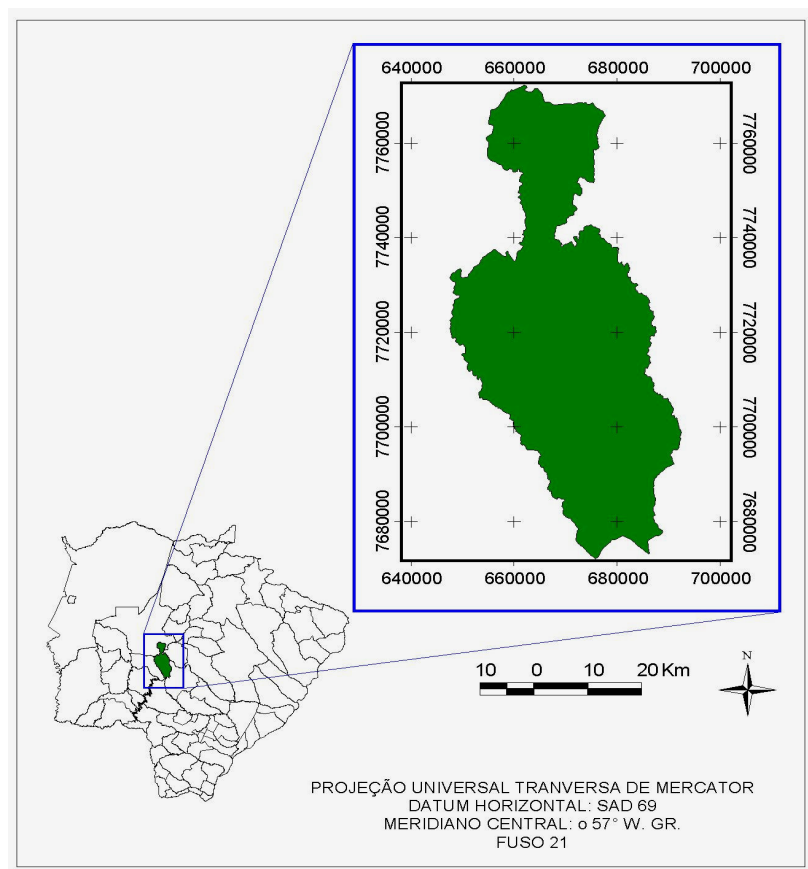 640000 660000 680000 700000
7760000 7760000
7740000 7740000
7720000 7720000
7700000 7700000
7680000 7680000
640000 660000 680000 700000
10 0 10 20 Km
N
PROJEÇÃO UNIVERSAL TRANVERSA DE MERCATOR
DATUM HORIZONTAL: SAD 69
MERIDIANO CENTRAL: o 57° W. GR.
FUSO 21